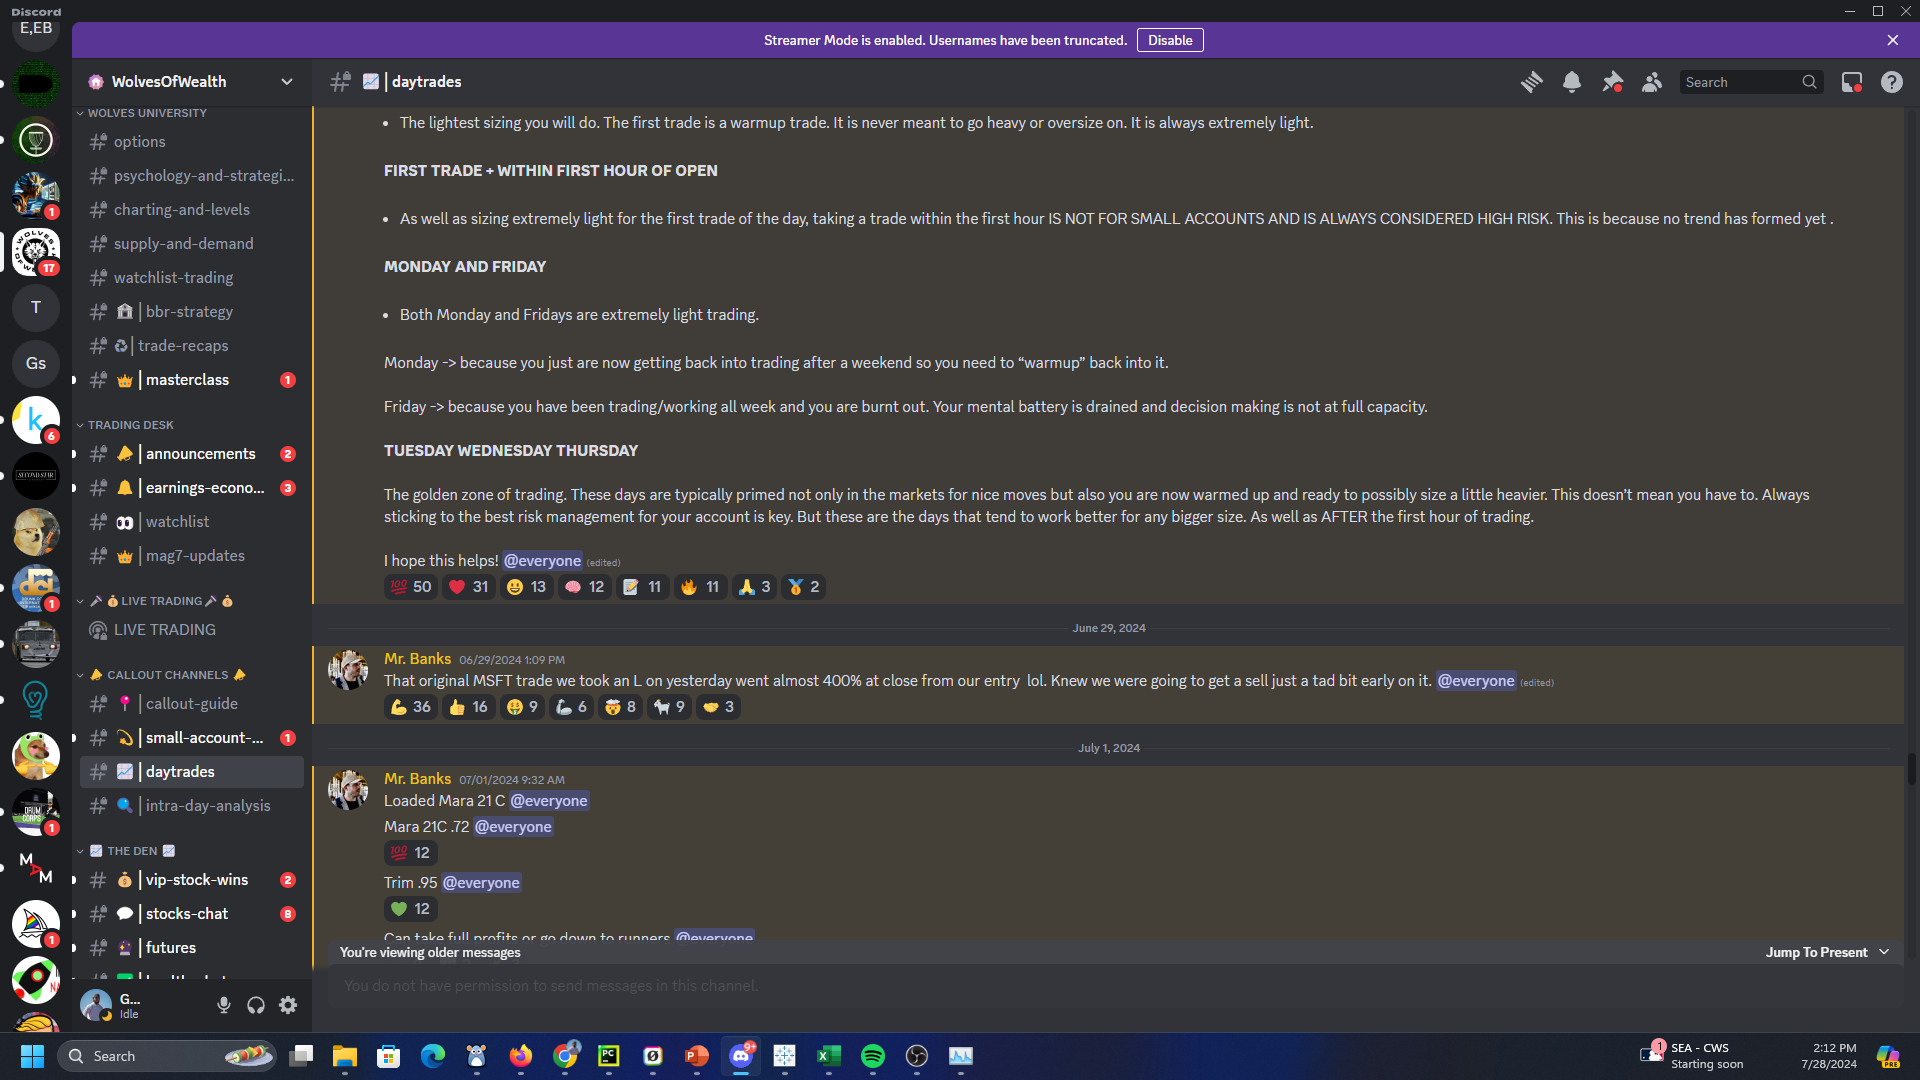 Discord
E,EB
Streamer Mode is enabled. Usernames have been truncated. Disable
WolvesOfWealth
| daytrades
Search
WOLVES UNIVERSITY
options
psychology-and-strategi...
charting-and-levels
supply-and-demand
watchlist-trading
| bbr-strategy
| trade-recaps
| masterclass 1
TRADING DESK
| announcements 2
| earnings-econo... 3
| watchlist
| mag7-updates
LIVE TRADING
LIVE TRADING
CALLOUT CHANNELS
| callout-guide
| small-account-... 1
| daytrades
| intra-day-analysis
THE DEN
| vip-stock-wins 2
| stocks-chat 8
| futures
1
WOLVES
17
T
Gs
k
6
SECOND STAR
dci
1
DRUM CORPS
1
M A M
1
G...
Idle
• The lightest sizing you will do. The first trade is a warmup trade. It is never meant to go heavy or oversize on. It is always extremely light.
FIRST TRADE + WITHIN FIRST HOUR OF OPEN
• As well as sizing extremely light for the first trade of the day, taking a trade within the first hour IS NOT FOR SMALL ACCOUNTS AND IS ALWAYS CONSIDERED HIGH RISK. This is because no trend has formed yet .
MONDAY AND FRIDAY
• Both Monday and Fridays are extremely light trading.
Monday -> because you just are now getting back into trading after a weekend so you need to “warmup” back into it.
Friday -> because you have been trading/working all week and you are burnt out. Your mental battery is drained and decision making is not at full capacity.
TUESDAY WEDNESDAY THURSDAY
The golden zone of trading. These days are typically primed not only in the markets for nice moves but also you are now warmed up and ready to possibly size a little heavier. This doesn’t mean you have to. Always
sticking to the best risk management for your account is key. But these are the days that tend to work better for any bigger size. As well as AFTER the first hour of trading.
I hope this helps! @everyone (edited)
100 50 31 13 12 11 11 3 2
June 29, 2024
Mr. Banks 06/29/2024 1:09 PM
That original MSFT trade we took an L on yesterday went almost 400% at close from our entry lol. Knew we were going to get a sell just a tad bit early on it. @everyone (edited)
36 16 9 6 8 9 3
July 1, 2024
Mr. Banks 07/01/2024 9:32 AM
Loaded Mara 21 C @everyone
Mara 21C .72 @everyone
100 12
Trim .95 @everyone
12
Can take full profits or go down to runners @everyone
You're viewing older messages Jump To Present
You do not have permission to send messages in this channel.
Search
PC
P
9+
X
1
SEA - CWS
Starting soon
2:12 PM
7/28/2024
PRE